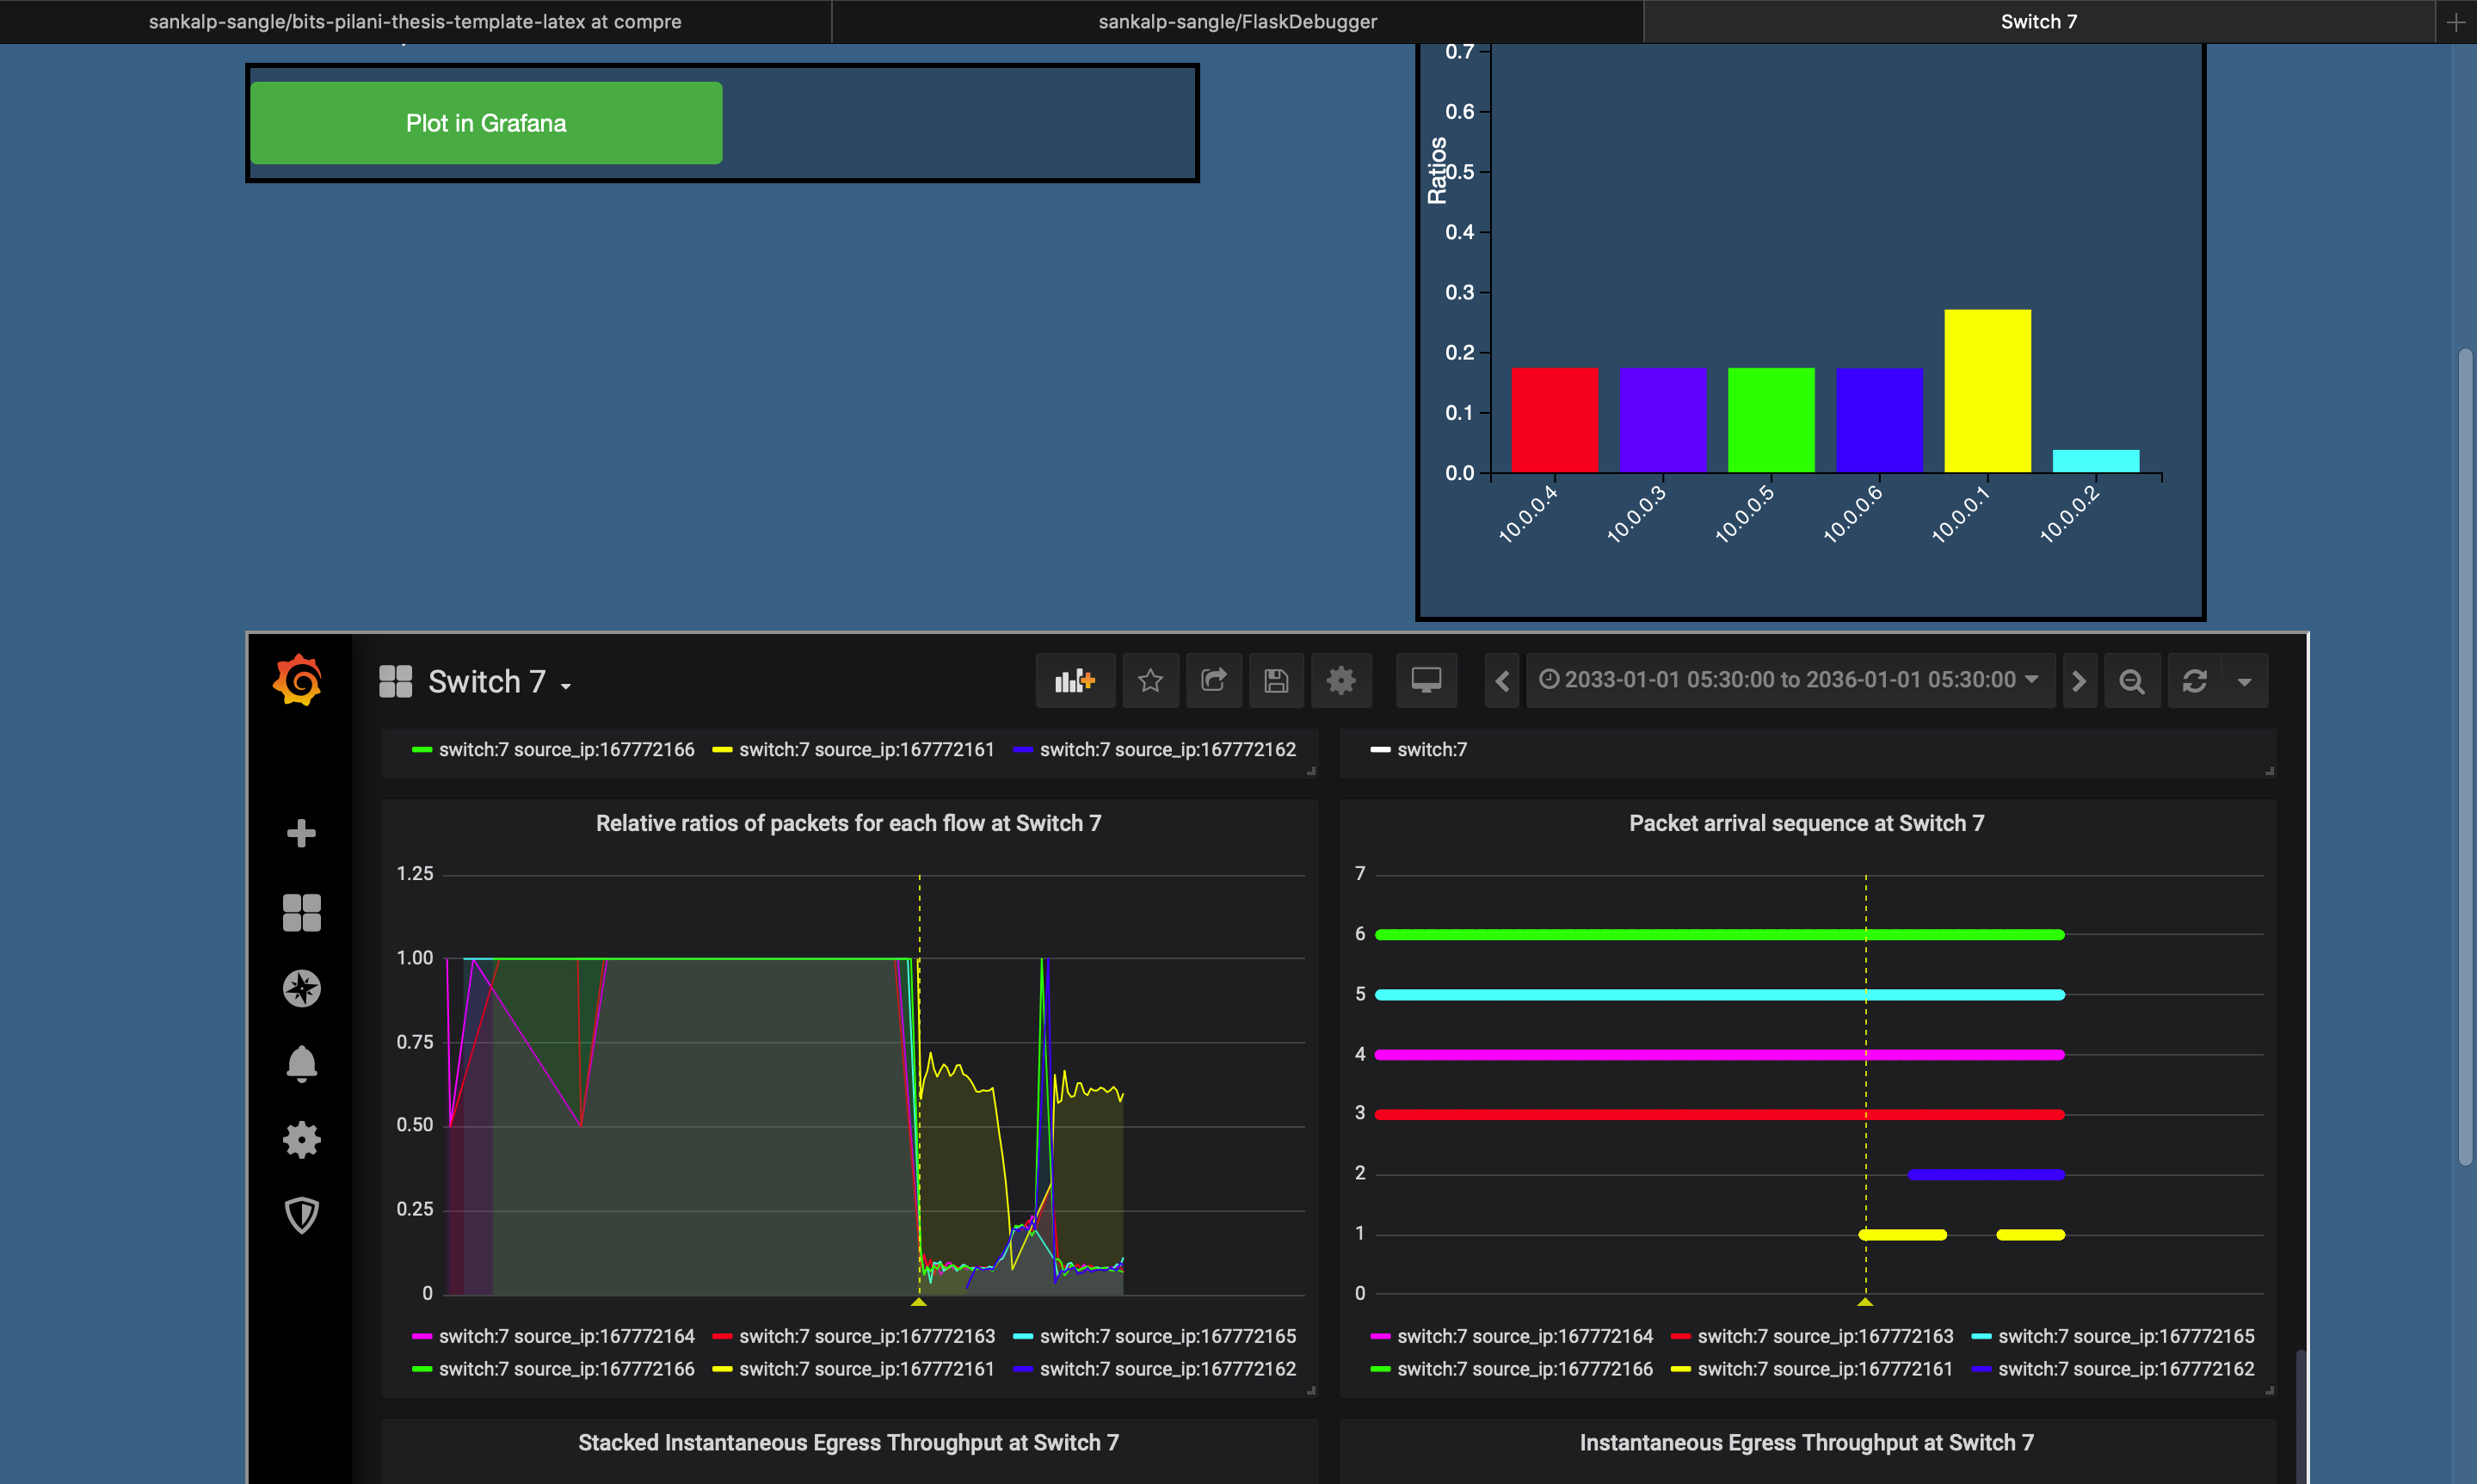 sankalp-sangle/bits-pilani-thesis-template-latex at compre
sankalp-sangle/FlaskDebugger
Switch 7
Plot in Grafana
Ratios
0.7
0.6
0.5
0.4
0.3
0.2
0.1
0.0
10.0.0.4
10.0.0.3
10.0.0.5
10.0.0.6
10.0.0.1
10.0.0.2
Switch 7
2033-01-01 05:30:00 to 2036-01-01 05:30:00
switch:7 source_ip:167772166 switch:7 source_ip:167772161 switch:7 source_ip:167772162
switch:7
Relative ratios of packets for each flow at Switch 7
1.25
1.00
0.75
0.50
0.25
0
switch:7 source_ip:167772164 switch:7 source_ip:167772163 switch:7 source_ip:167772165
switch:7 source_ip:167772166 switch:7 source_ip:167772161 switch:7 source_ip:167772162
Packet arrival sequence at Switch 7
7
6
5
4
3
2
1
0
switch:7 source_ip:167772164 switch:7 source_ip:167772163 switch:7 source_ip:167772165
switch:7 source_ip:167772166 switch:7 source_ip:167772161 switch:7 source_ip:167772162
Stacked Instantaneous Egress Throughput at Switch 7
Instantaneous Egress Throughput at Switch 7